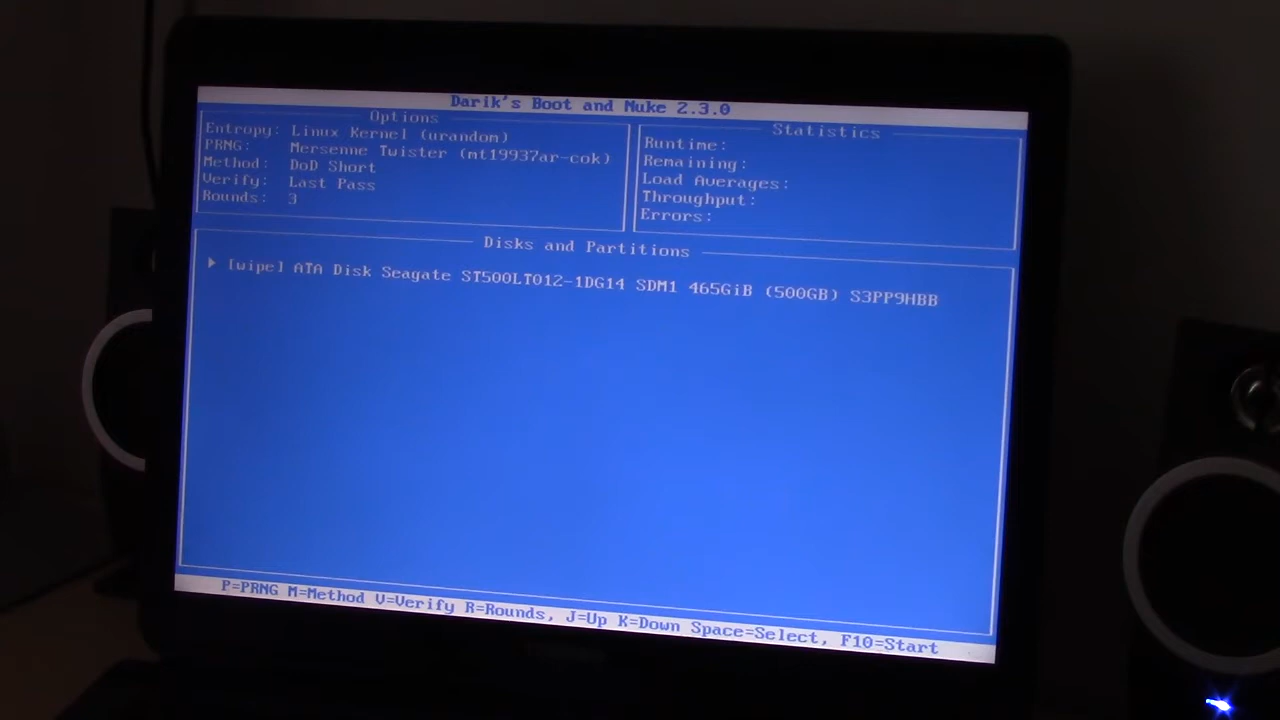 Darik's Boot and Nuke 2.3.0
Options
Entropy: Linux Kernel (urandom)
PRNG: Mersenne Twister (mt19937ar-cok)
Method: DoD Short
Verify: Last Pass
Rounds: 3
Statistics
Runtime:
Remaining:
Load Averages:
Throughput:
Errors:
Disks and Partitions
[wipe] ATA Disk Seagate ST500LT012-1DG14 SDM1 465GiB (500GB) S3PP9HBB
P=PRNG M=Method V=Verify R=Rounds, J=Up K=Down Space=Select, F10=Start